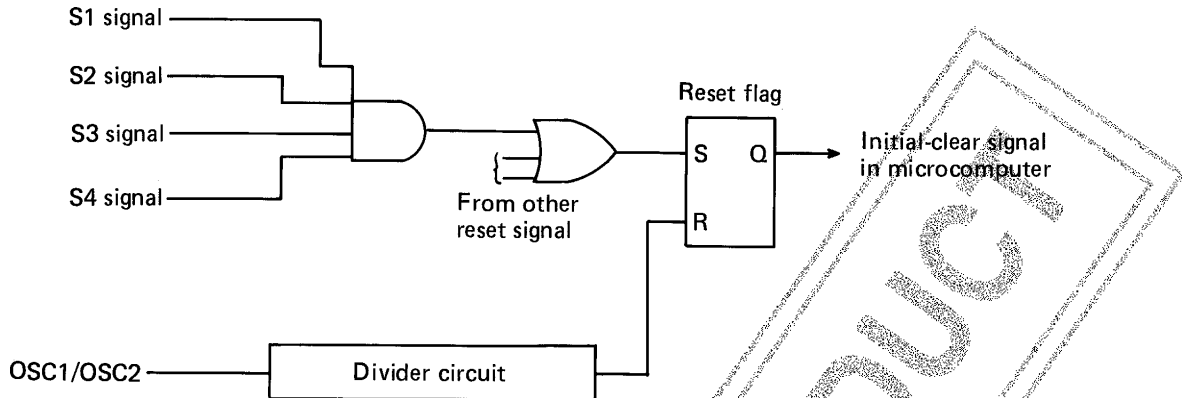 S1 signal
S2 signal
S3 signal
S4 signal
From other
reset signal
Reset flag
S Q
R
Initial-clear signal
in microcomputer
OSC1/OSC2
Divider circuit
DUCT